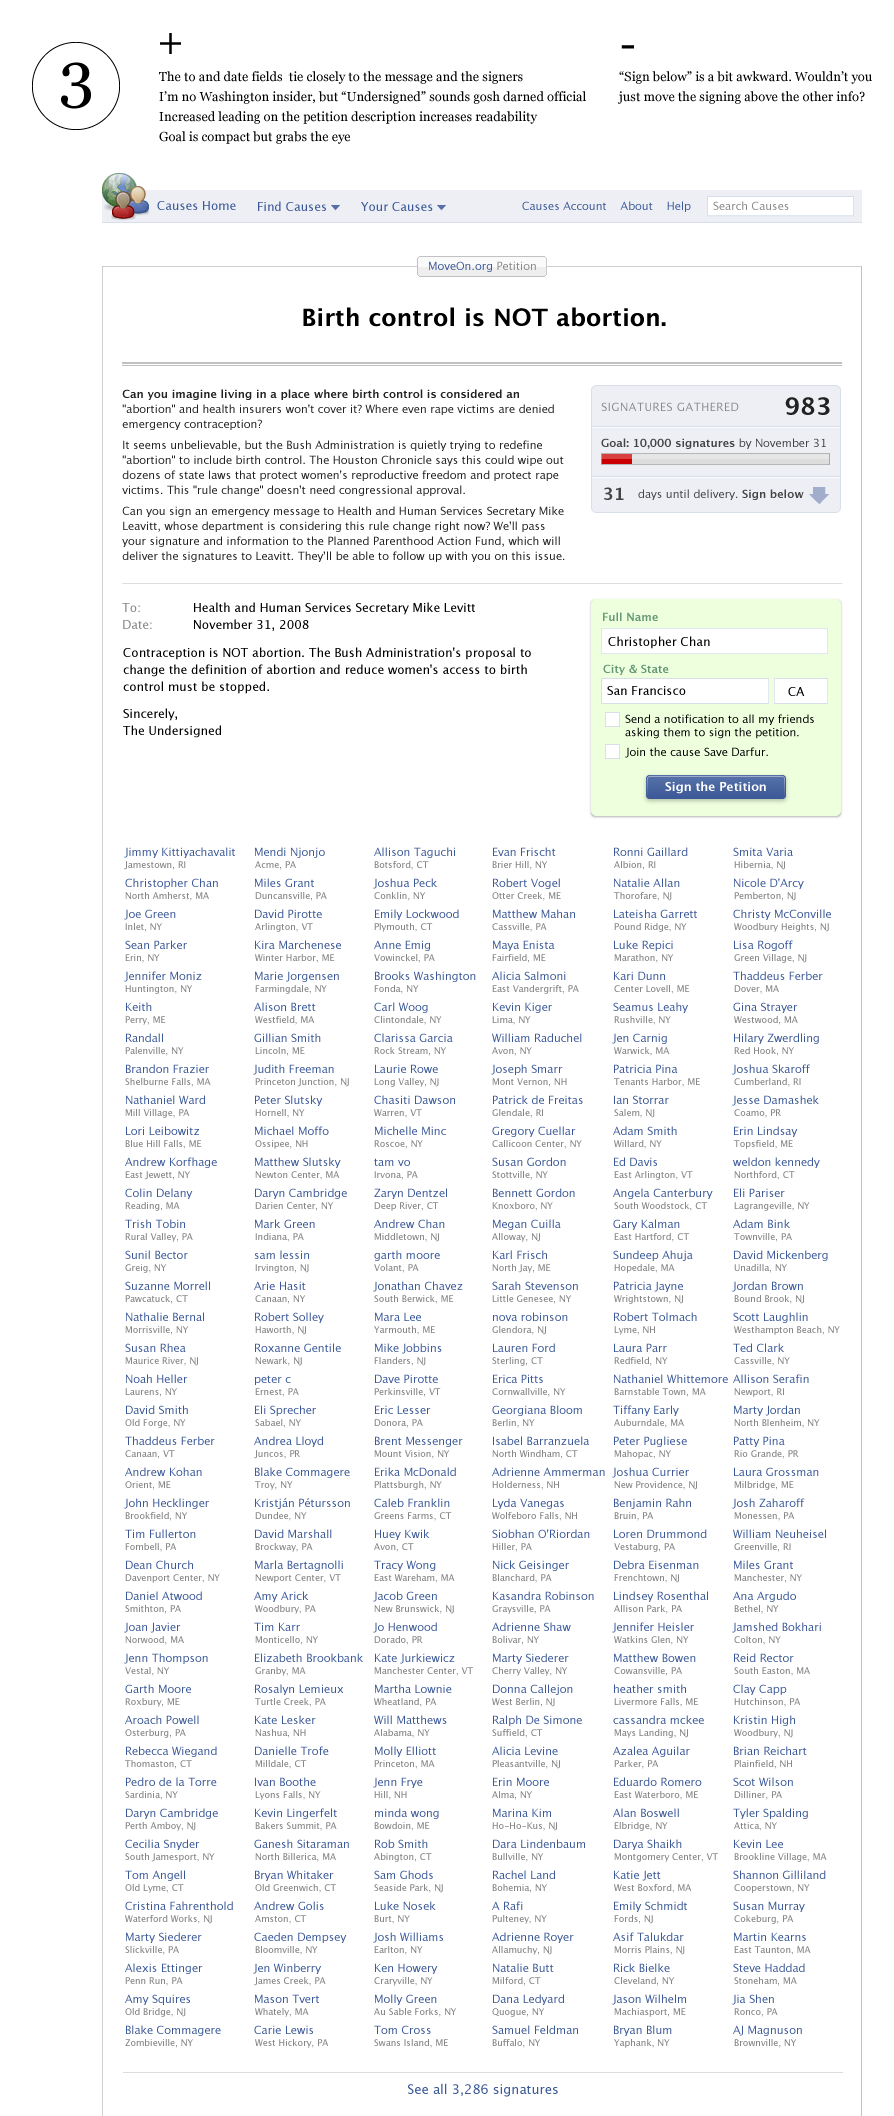 3
+
The to and date fields  tie closely to the message and the signers
I'm no Washington insider, but “Undersigned” sounds gosh darned official
Increased leading on the petition description increases readability
Goal is compact but grabs the eye
-
“Sign below” is a bit awkward. Wouldn't you
just move the signing above the other info?
Causes Home Find Causes Your Causes Causes Account About Help Search Causes
MoveOn.org Petition
Birth control is NOT abortion.
Can you imagine living in a place where birth control is considered an
"abortion" and health insurers won't cover it? Where even rape victims are denied
emergency contraception?
It seems unbelievable, but the Bush Administration is quietly trying to redefine
"abortion" to include birth control. The Houston Chronicle says this could wipe out
dozens of state laws that protect women's reproductive freedom and protect rape
victims. This "rule change" doesn't need congressional approval.
Can you sign an emergency message to Health and Human Services Secretary Mike
Leavitt, whose department is considering this rule change right now? We'll pass
your signature and information to the Planned Parenthood Action Fund, which will
deliver the signatures to Leavitt. They'll be able to follow up with you on this issue.
SIGNATURES GATHERED 983
Goal: 10,000 signatures by November 31
31 days until delivery. Sign below
To: Health and Human Services Secretary Mike Levitt
Date: November 31, 2008
Contraception is NOT abortion. The Bush Administration's proposal to
change the definition of abortion and reduce women's access to birth
control must be stopped.
Sincerely,
The Undersigned
Full Name
Christopher Chan
City & State
San Francisco CA
Send a notification to all my friends
asking them to sign the petition.
Join the cause Save Darfur.
Sign the Petition
Jimmy Kittiyachavalit Mendi Njonjo Allison Taguchi Evan Frischt Ronni Gaillard Smita Varia
Jamestown, RI Acme, PA Botsford, CT Brier Hill, NY Albion, RI Hibernia, NJ
Christopher Chan Miles Grant Joshua Peck Robert Vogel Natalie Allan Nicole D'Arcy
North Amherst, MA Duncansville, PA Conklin, NY Otter Creek, ME Thorofare, NJ Pemberton, NJ
Joe Green David Pirotte Emily Lockwood Matthew Mahan Lateisha Garrett Christy McConville
Inlet, NY Arlington, VT Plymouth, CT Cassville, PA Pound Ridge, NY Woodbury Heights, NJ
Sean Parker Kira Marchenese Anne Emig Maya Enista Luke Repici Lisa Rogoff
Erin, NY Winter Harbor, ME Vowinckel, PA Fairfield, ME Marathon, NY Green Village, NJ
Jennifer Moniz Marie Jorgensen Brooks Washington Alicia Salmoni Kari Dunn Thaddeus Ferber
Huntington, NY Farmingdale, NY Fonda, NY East Vandergrift, PA Center Lovell, ME Dover, MA
Keith Alison Brett Carl Woog Kevin Kiger Seamus Leahy Gina Strayer
Perry, ME Westfield, MA Clintondale, NY Lima, NY Rushville, NY Westwood, MA
Randall Gillian Smith Clarissa Garcia William Raduchel Jen Carnig Hilary Zwerdling
Palenville, NY Lincoln, ME Rock Stream, NY Avon, NY Warwick, MA Red Hook, NY
Brandon Frazier Judith Freeman Laurie Rowe Joseph Smarr Patricia Pina Joshua Skaroff
Shelburne Falls, MA Princeton Junction, NJ Long Valley, NJ Mont Vernon, NH Tenants Harbor, ME Cumberland, RI
Nathaniel Ward Peter Slutsky Chasiti Dawson Patrick de Freitas Ian Storrar Jesse Damashek
Mill Village, PA Hornell, NY Warren, VT Glendale, RI Salem, NJ Coamo, PR
Lori Leibowitz Michael Moffo Michelle Minc Gregory Cuellar Adam Smith Erin Lindsay
Blue Hill Falls, ME Ossipee, NH Roscoe, NY Callicoon Center, NY Willard, NY Topsfield, ME
Andrew Korfhage Matthew Slutsky tam vo Susan Gordon Ed Davis weldon kennedy
East Jewett, NY Newton Center, MA Irvona, PA Stottville, NY East Arlington, VT Northford, CT
Colin Delany Daryn Cambridge Zaryn Dentzel Bennett Gordon Angela Canterbury Eli Pariser
Reading, MA Darien Center, NY Deep River, CT Knoxboro, NY South Woodstock, CT Lagrangeville, NY
Trish Tobin Mark Green Andrew Chan Megan Cuilla Gary Kalman Adam Bink
Rural Valley, PA Indiana, PA Middletown, NJ Alloway, NJ East Hartford, CT Townville, PA
Sunil Bector sam lessin garth moore Karl Frisch Sundeep Ahuja David Mickenberg
Greig, NY Irvington, NJ Volant, PA North Jay, ME Hopedale, MA Unadilla, NY
Suzanne Morrell Arie Hasit Jonathan Chavez Sarah Stevenson Patricia Jayne Jordan Brown
Pawcatuck, CT Canaan, NY South Berwick, ME Little Genesee, NY Wrightstown, NJ Bound Brook, NJ
Nathalie Bernal Robert Solley Mara Lee nova robinson Robert Tolmach Scott Laughlin
Morrisville, NY Haworth, NJ Yarmouth, ME Glendora, NJ Lyme, NH Westhampton Beach, NY
Susan Rhea Roxanne Gentile Mike Jobbins Lauren Ford Laura Parr Ted Clark
Maurice River, NJ Newark, NJ Flanders, NJ Sterling, CT Redfield, NY Cassville, NY
Noah Heller peter c Dave Pirotte Erica Pitts Nathaniel Whittemore Allison Serafin
Laurens, NY Ernest, PA Perkinsville, VT Cornwallville, NY Barnstable Town, MA Newport, RI
David Smith Eli Sprecher Eric Lesser Georgiana Bloom Tiffany Early Marty Jordan
Old Forge, NY Sabael, NY Donora, PA Berlin, NY Auburndale, MA North Blenheim, NY
Thaddeus Ferber Andrea Lloyd Brent Messenger Isabel Barranzuela Peter Pugliese Patty Pina
Canaan, VT Juncos, PR Mount Vision, NY North Windham, CT Mahopac, NY Rio Grande, PR
Andrew Kohan Blake Commagere Erika McDonald Adrienne Ammerman Joshua Currier Laura Grossman
Orient, ME Troy, NY Plattsburgh, NY Holderness, NH New Providence, NJ Milbridge, ME
John Hecklinger Kristján Pétursson Caleb Franklin Lyda Vanegas Benjamin Rahn Josh Zaharoff
Brookfield, NY Dundee, NY Greens Farms, CT Wolfeboro Falls, NH Bruin, PA Monessen, PA
Tim Fullerton David Marshall Huey Kwik Siobhan O'Riordan Loren Drummond William Neuheisel
Fombell, PA Brockway, PA Avon, CT Hiller, PA Vestaburg, PA Greenville, RI
Dean Church Marla Bertagnolli Tracy Wong Nick Geisinger Debra Eisenman Miles Grant
Davenport Center, NY Newport Center, VT East Wareham, MA Blanchard, PA Frenchtown, NJ Manchester, NY
Daniel Atwood Amy Arick Jacob Green Kasandra Robinson Lindsey Rosenthal Ana Argudo
Smithton, PA Woodbury, PA New Brunswick, NJ Graysville, PA Allison Park, PA Bethel, NY
Joan Javier Tim Karr Jo Henwood Adrienne Shaw Jennifer Heisler Jamshed Bokhari
Norwood, MA Monticello, NY Dorado, PR Bolivar, NY Watkins Glen, NY Colton, NY
Jenn Thompson Elizabeth Brookbank Kate Jurkiewicz Marty Siederer Matthew Bowen Reid Rector
Vestal, NY Granby, MA Manchester Center, VT Cherry Valley, NY Cowansville, PA South Easton, MA
Garth Moore Rosalyn Lemieux Martha Lownie Donna Callejon heather smith Clay Capp
Roxbury, ME Turtle Creek, PA Wheatland, PA West Berlin, NJ Livermore Falls, ME Hutchinson, PA
Aroach Powell Kate Lesker Will Matthews Ralph De Simone cassandra mckee Kristin High
Osterburg, PA Nashua, NH Alabama, NY Suffield, CT Mays Landing, NJ Woodbury, NJ
Rebecca Wiegand Danielle Trofe Molly Elliott Alicia Levine Azalea Aguilar Brian Reichart
Thomaston, CT Milldale, CT Princeton, MA Pleasantville, NJ Parker, PA Plainfield, NH
Pedro de la Torre Ivan Boothe Jenn Frye Erin Moore Eduardo Romero Scot Wilson
Sardinia, NY Lyons Falls, NY Hill, NH Alma, NY East Waterboro, ME Dilliner, PA
Daryn Cambridge Kevin Lingerfelt minda wong Marina Kim Alan Boswell Tyler Spalding
Perth Amboy, NJ Bakers Summit, PA Bowdoin, ME Ho-Ho-Kus, NJ Elbridge, NY Attica, NY
Cecilia Snyder Ganesh Sitaraman Rob Smith Dara Lindenbaum Darya Shaikh Kevin Lee
South Jamesport, NY North Billerica, MA Abington, CT Bullville, NY Montgomery Center, VT Brookline Village, MA
Tom Angell Bryan Whitaker Sam Ghods Rachel Land Katie Jett Shannon Gilliland
Old Lyme, CT Old Greenwich, CT Seaside Park, NJ Bohemia, NY West Boxford, MA Cooperstown, NY
Cristina Fahrenthold Andrew Golis Luke Nosek A Rafi Emily Schmidt Susan Murray
Waterford Works, NJ Amston, CT Burt, NY Pulteney, NY Fords, NJ Cokeburg, PA
Marty Siederer Caeden Dempsey Josh Williams Adrienne Royer Asif Talukdar Martin Kearns
Slickville, PA Bloomville, NY Earlton, NY Allamuchy, NJ Morris Plains, NJ East Taunton, MA
Alexis Ettinger Jen Winberry Ken Howery Natalie Butt Rick Bielke Steve Haddad
Penn Run, PA James Creek, PA Craryville, NY Milford, CT Cleveland, NY Stoneham, MA
Amy Squires Mason Tvert Molly Green Dana Ledyard Jason Wilhelm Jia Shen
Old Bridge, NJ Whately, MA Au Sable Forks, NY Quogue, NY Machiasport, ME Ronco, PA
Blake Commagere Carie Lewis Tom Cross Samuel Feldman Bryan Blum AJ Magnuson
Zombieville, NY West Hickory, PA Swans Island, ME Buffalo, NY Yaphank, NY Brownville, NY
See all 3,286 signatures